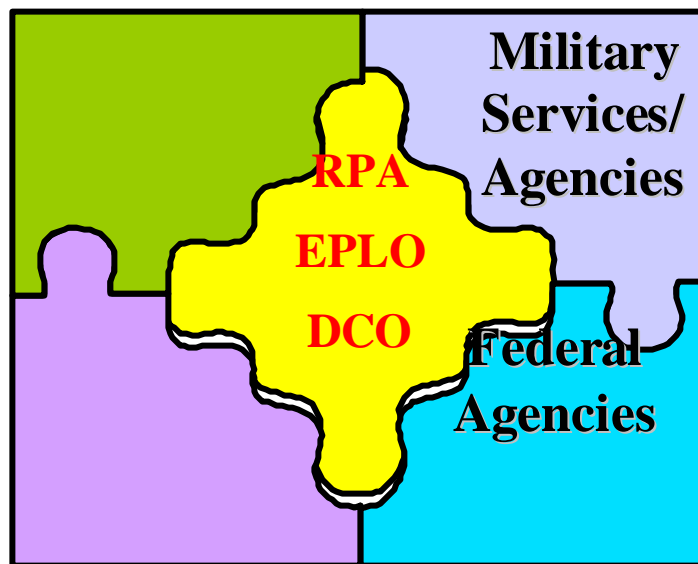 Military
Services/
Agencies
RPA
EPLO
DCO
Federal
Agencies